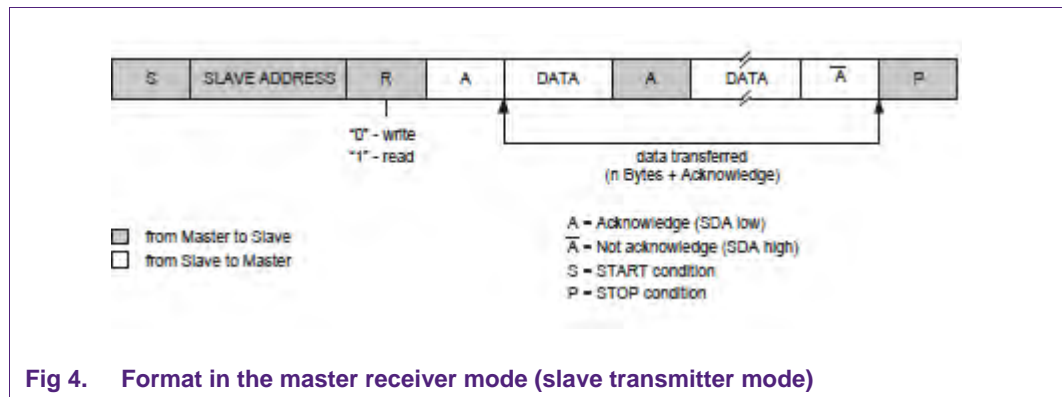 S SLAVE ADDRESS R A DATA A DATA A̅ P
"0" - write
"1" - read
data transferred
(n Bytes + Acknowledge)
from Master to Slave
from Slave to Master
A = Acknowledge (SDA low)
A̅ = Not acknowledge (SDA high)
S = START condition
P = STOP condition
Fig 4. Format in the master receiver mode (slave transmitter mode)